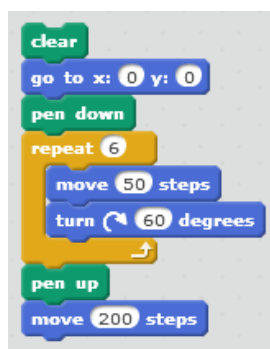 clear
go to x: 0 y: 0
pen down
repeat 6
move 50 steps
turn 60 degrees
pen up
move 200 steps